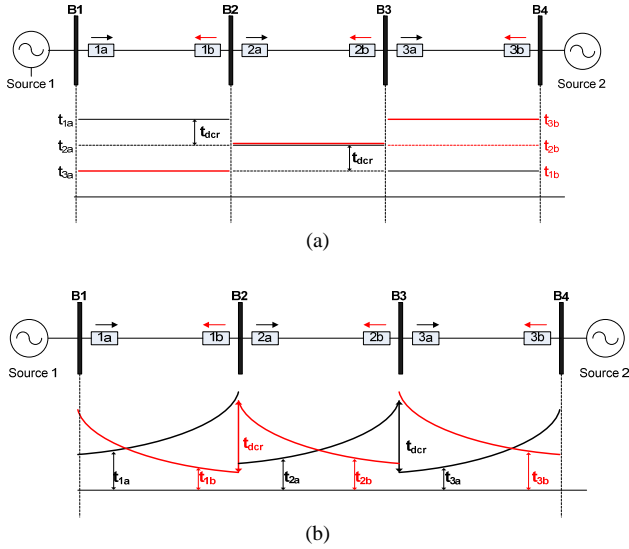 B1 B2 B3 B4
1a 1b 2a 2b 3a 3b
Source 1 Source 2
t1a tdcr t3b
t2a tdcr t2b
t3a t1b
(a)
B1 B2 B3 B4
1a 1b 2a 2b 3a 3b
Source 1 Source 2
tdcr tdcr
t1a t1b t2a t2b t3a t3b
(b)